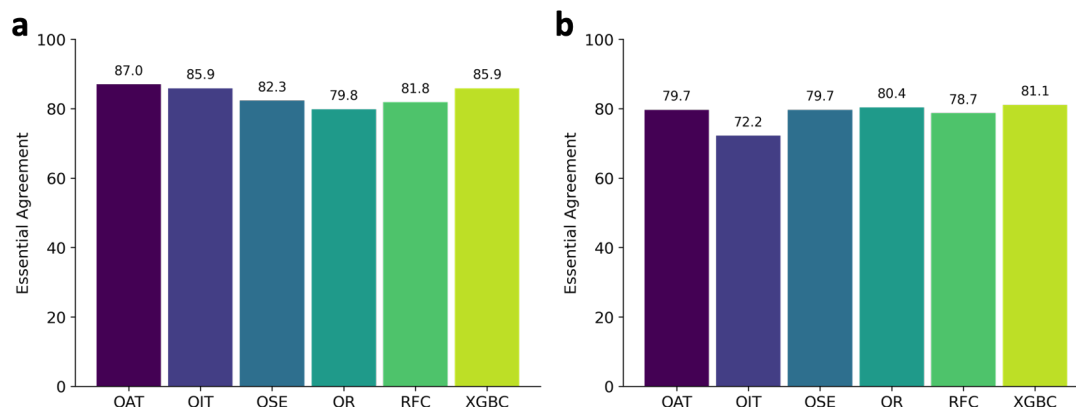 a
100
80
60
40
20
0
Essential Agreement
87.0
85.9
82.3
79.8
81.8
85.9
OAT
OIT
OSE
OR
RFC
XGBC
b
100
80
60
40
20
0
Essential Agreement
79.7
72.2
79.7
80.4
78.7
81.1
OAT
OIT
OSE
OR
RFC
XGBC